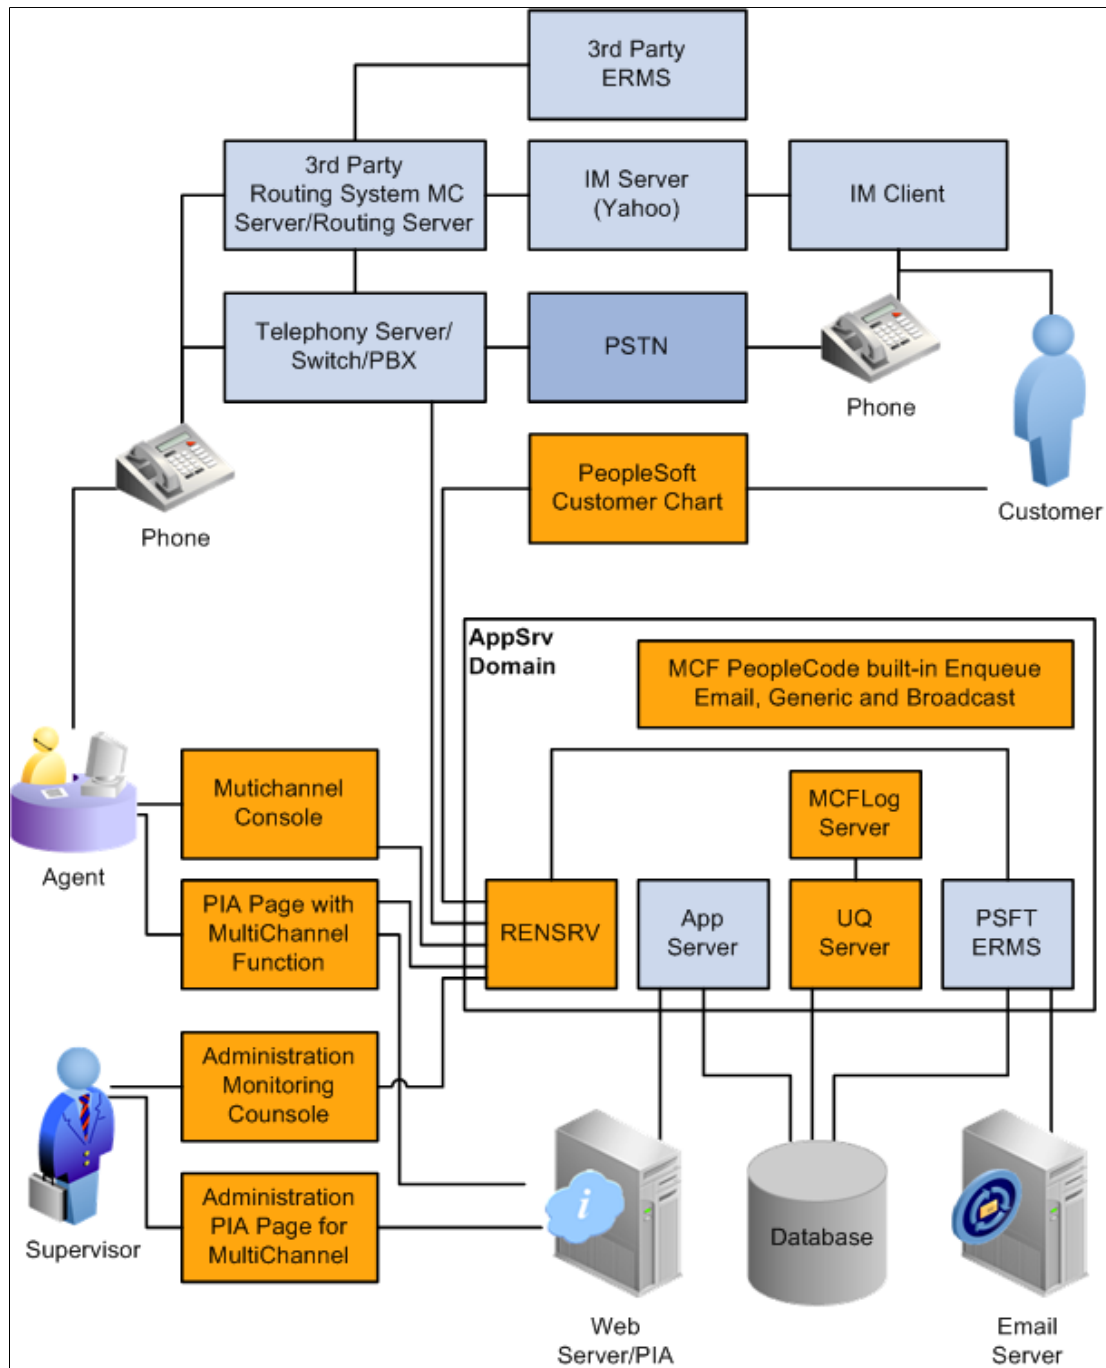 3rd Party
ERMS
3rd Party
Routing System MC
Server/Routing Server
IM Server
(Yahoo)
IM Client
Telephony Server/
Switch/PBX
PSTN
Phone
Phone
Customer
PeopleSoft
Customer Chart
AppSrv
Domain
MCF PeopleCode built-in Enqueue
Email, Generic and Broadcast
Mutichannel
Console
MCFLog
Server
Agent
PIA Page with
MultiChannel
Function
RENSRV
App
Server
UQ
Server
PSFT
ERMS
Administration
Monitoring
Counsole
Supervisor
Administration
PIA Page for
MultiChannel
i
Database
Web
Server/PIA
Email
Server